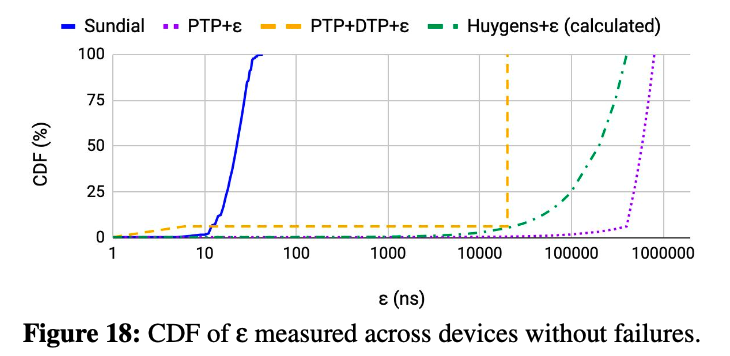 Sundial PTP+ε PTP+DTP+ε Huygens+ε (calculated)
100
75
50
25
0
CDF (%)
1 10 100 1000 10000 100000 1000000
ε (ns)
Figure 18: CDF of ε measured across devices without failures.